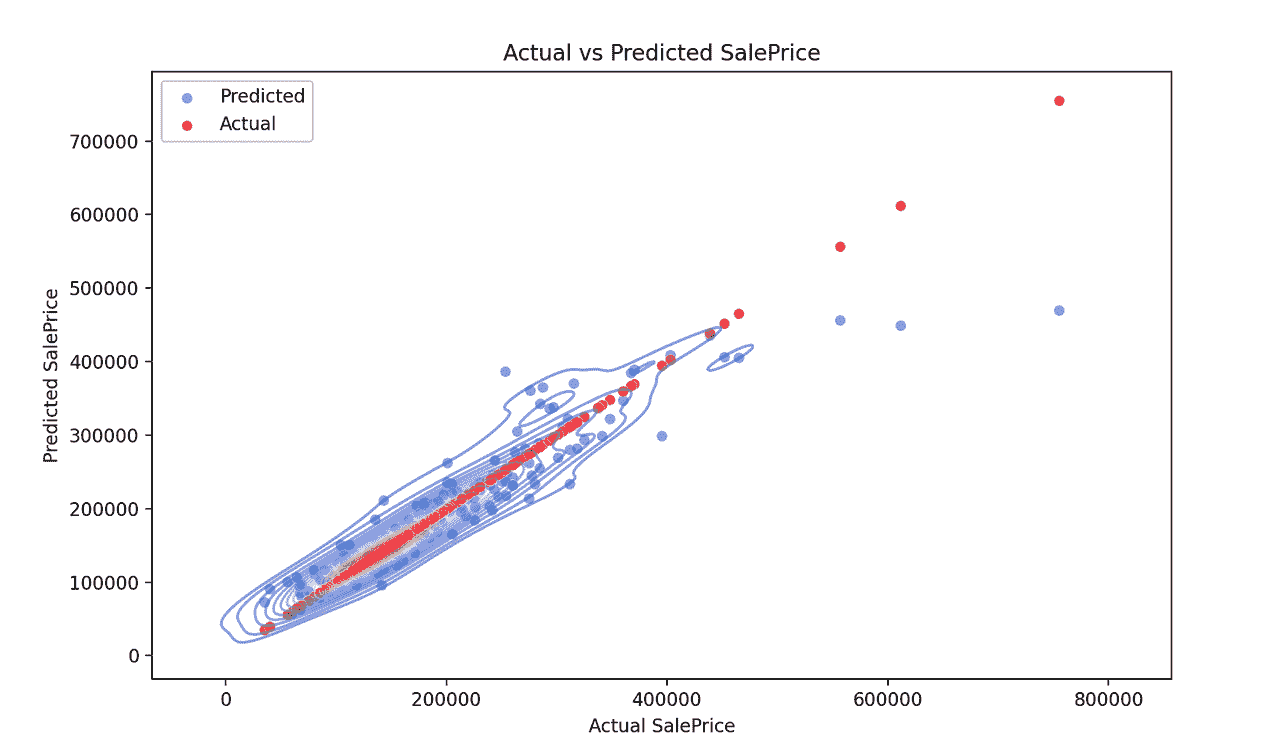 Actual vs Predicted SalePrice
Predicted
Actual
700000
600000
500000
400000
300000
200000
100000
0
Predicted SalePrice
0
200000
400000
600000
800000
Actual SalePrice